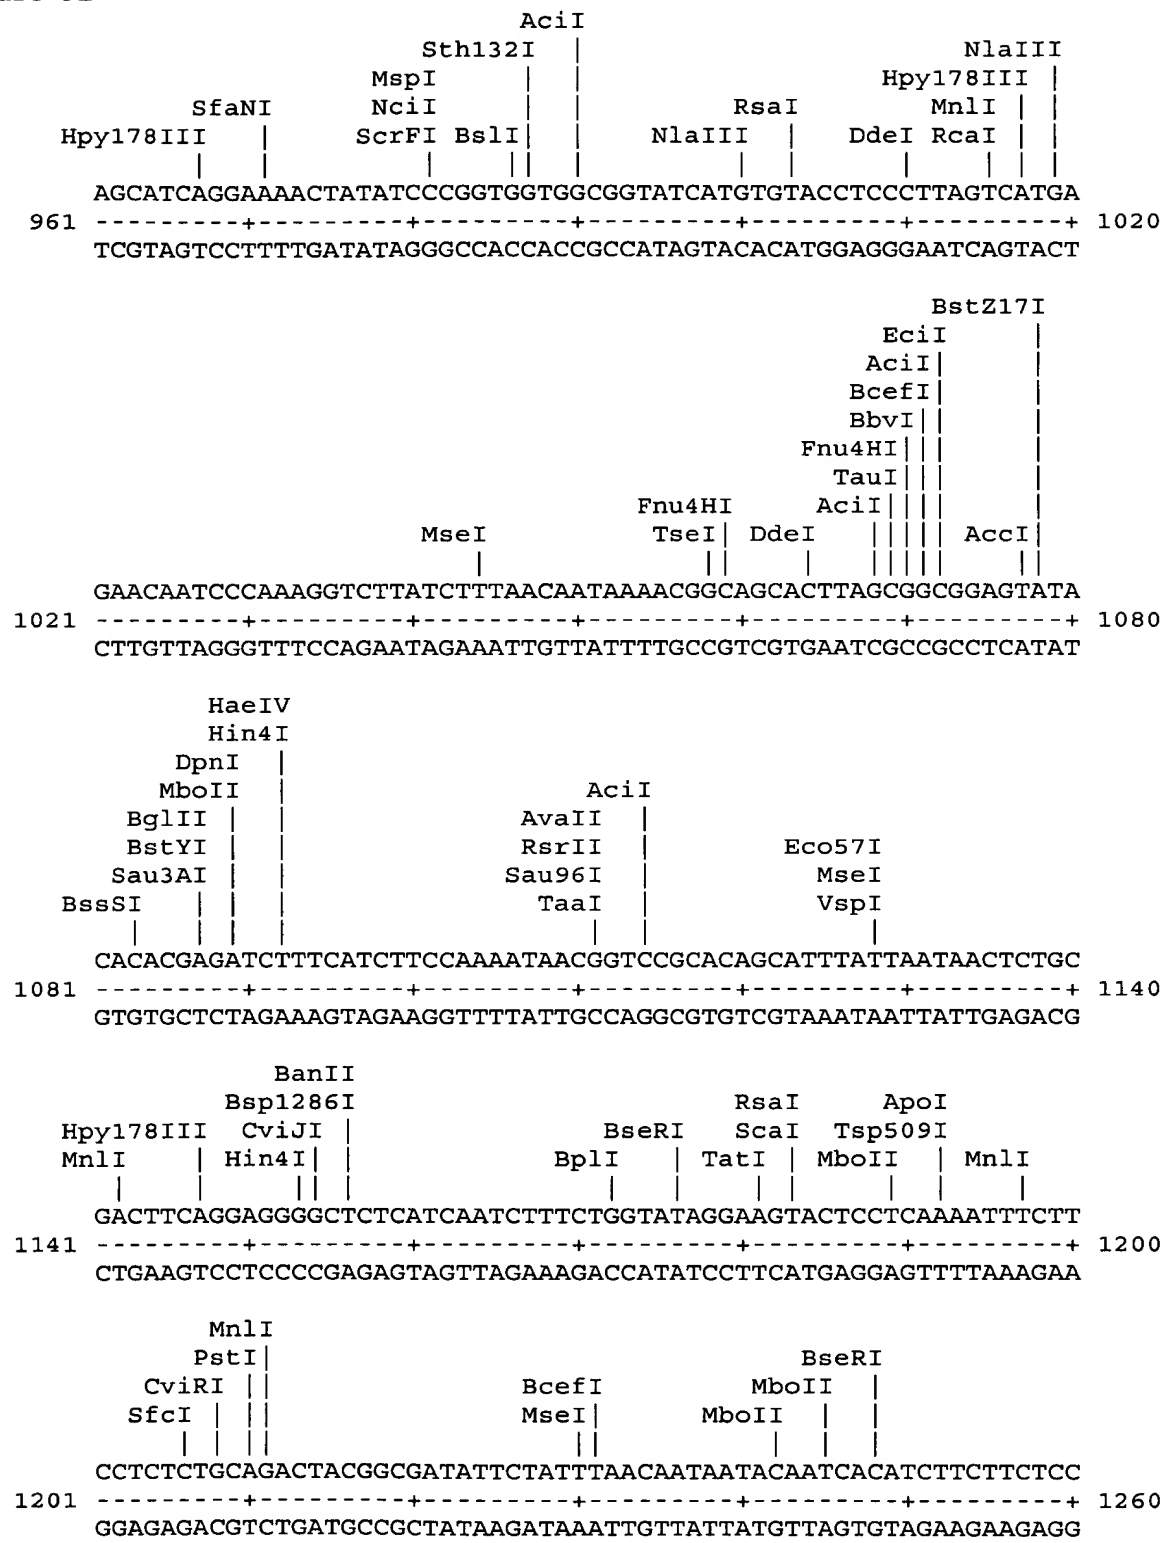 AciI
Sth132I NlaIII
MspI Hpy178III
SfaNI NciI RsaI MnlI
Hpy178III ScrFI BslI NlaIII DdeI RcaI
AGCATCAGGAAAACTATATCCCGGTGGTGGCGGTATCATGTGTACCTCCCTTAGTCATGA
961 ---------+---------+---------+---------+---------+---------+ 1020
TCGTAGTCCTTTTGATATAGGGCCACCACCGCCATAGTACACATGGAGGGAATCAGTACT
BstZ17I
EciI
AciI
BcefI
BbvI
Fnu4HI
TauI
Fnu4HI AciI
MseI TseI DdeI AccI
GAACAATCCCAAAGGTCTTATCTTTAACAATAAAACGGCAGCACTTAGCGGCGGAGTATA
1021 ---------+---------+---------+---------+---------+---------+ 1080
CTTGTTAGGGTTTCCAGAATAGAAATTGTTATTTTGCCGTCGTGAATCGCCGCCTCATAT
HaeIV
Hin4I
DpnI
MboII AciI
BglII AvaII
BstYI RsrII Eco57I
Sau3AI Sau96I MseI
BssSI TaaI VspI
CACACGAGATCTTTCATCTTCCAAAATAACGGTCCGCACAGCATTTATTAATAACTCTGC
1081 ---------+---------+---------+---------+---------+---------+ 1140
GTGTGCTCTAGAAAGTAGAAGGTTTTATTGCCAGGCGTGTCGTAAATAATTATTGAGACG
BanII
Bsp1286I RsaI ApoI
Hpy178III CviJI BseRI ScaI Tsp509I
MnlI Hin4I BplI TatI MboII MnlI
GACTTCAGGAGGGGCTCTCATCAATCTTTCTGGTATAGGAAGTACTCCTCAAAATTTCTT
1141 ---------+---------+---------+---------+---------+---------+ 1200
CTGAAGTCCTCCCCGAGAGTAGTTAGAAAGACCATATCCTTCATGAGGAGTTTTAAAGAA
MnlI
PstI BseRI
CviRI BcefI MboII
SfcI MseI MboII
CCTCTCTGCAGACTACGGCGATATTCTATTTAACAATAATACAATCACATCTTCTTCTCC
1201 ---------+---------+---------+---------+---------+---------+ 1260
GGAGAGACGTCTGATGCCGCTATAAGATAAATTGTTATTATGTTAGTGTAGAAGAAGAGG